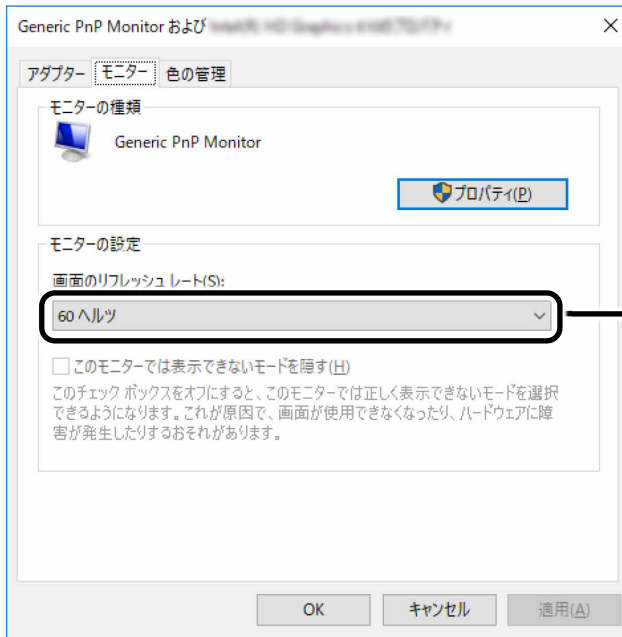 Generic PnP Monitor および
アダプター モニター 色の管理
モニターの種類
Generic PnP Monitor
プロパティ(P)
モニターの設定
画面のリフレッシュ レート(S):
60 ヘルツ
このモニターでは表示できないモードを隠す(H)
このチェック ボックスをオフにすると、このモニターでは正しく表示できないモードを選択
できるようになります。これが原因で、画面が使用できなくなったり、ハードウェアに障
害が発生したりするおそれがあります。
OK キャンセル 適用(A)